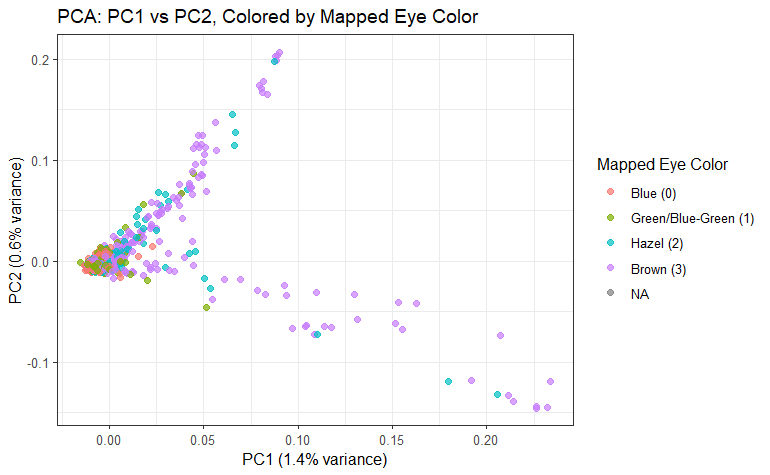 PCA: PC1 vs PC2, Colored by Mapped Eye Color
0.2
0.1
0.0
-0.1
PC2 (0.6% variance)
0.00 0.05 0.10 0.15 0.20
PC1 (1.4% variance)
Mapped Eye Color
Blue (0)
Green/Blue-Green (1)
Hazel (2)
Brown (3)
NA